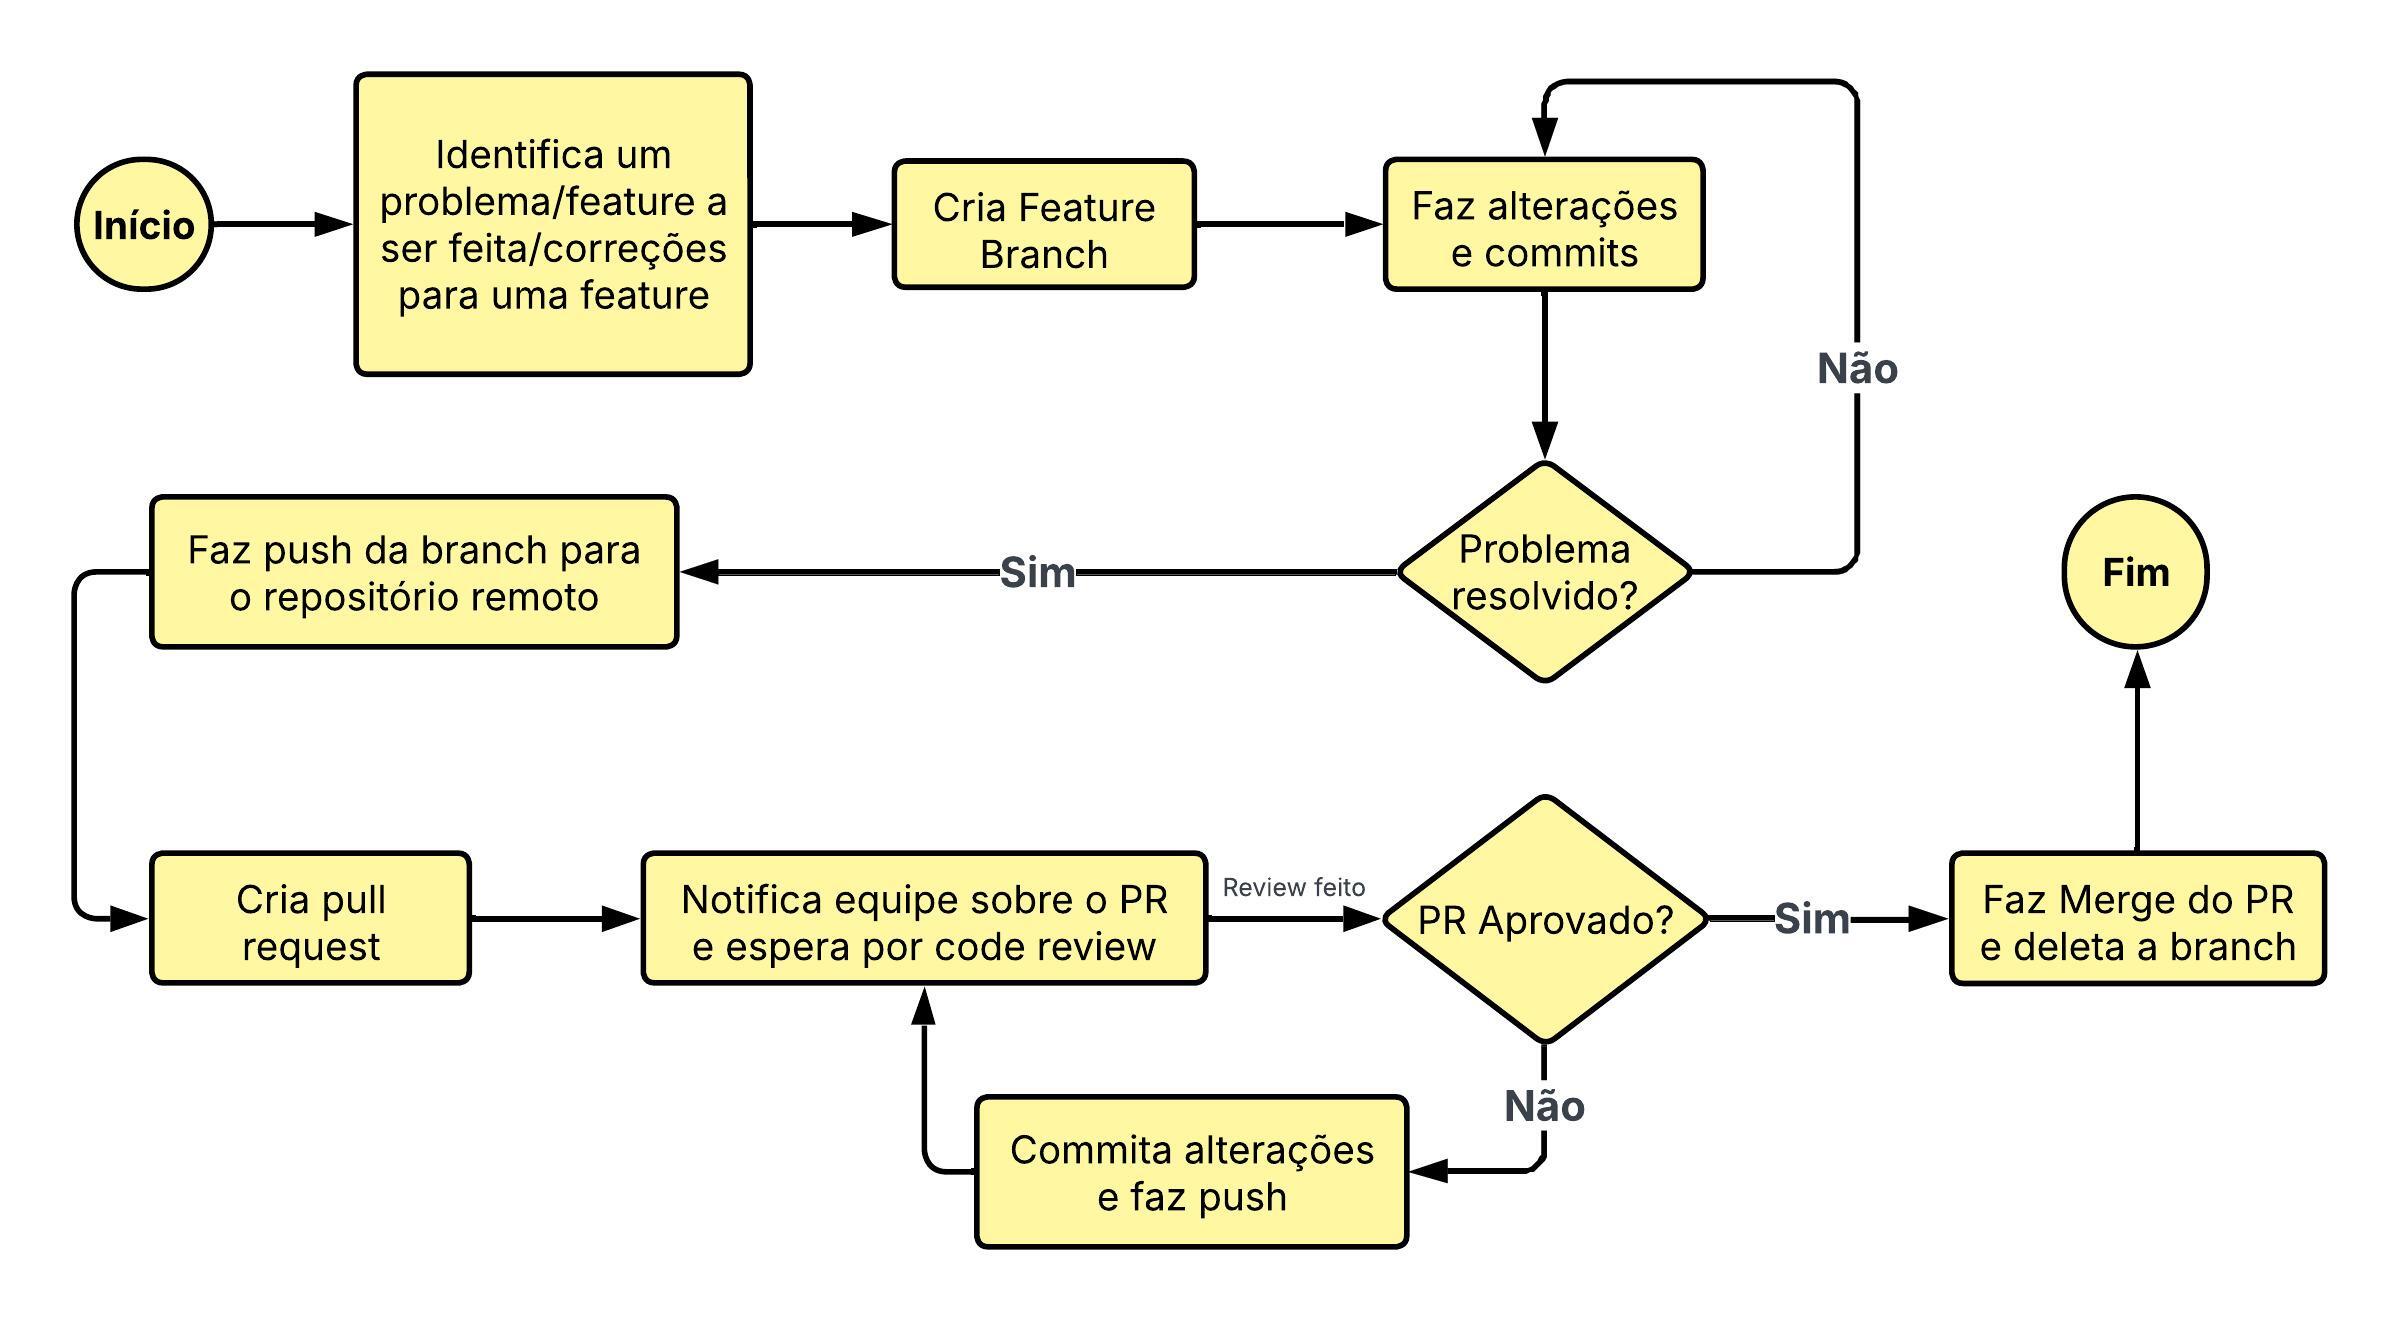 Início
Identifica um
problema/feature a
ser feita/correções
para uma feature
Cria Feature
Branch
Faz alterações
e commits
Não
Problema
resolvido?
Sim
Faz push da branch para
o repositório remoto
Cria pull
request
Notifica equipe sobre o PR
e espera por code review
Review feito
PR Aprovado?
Não
Commita alterações
e faz push
Sim
Faz Merge do PR
e deleta a branch
Fim